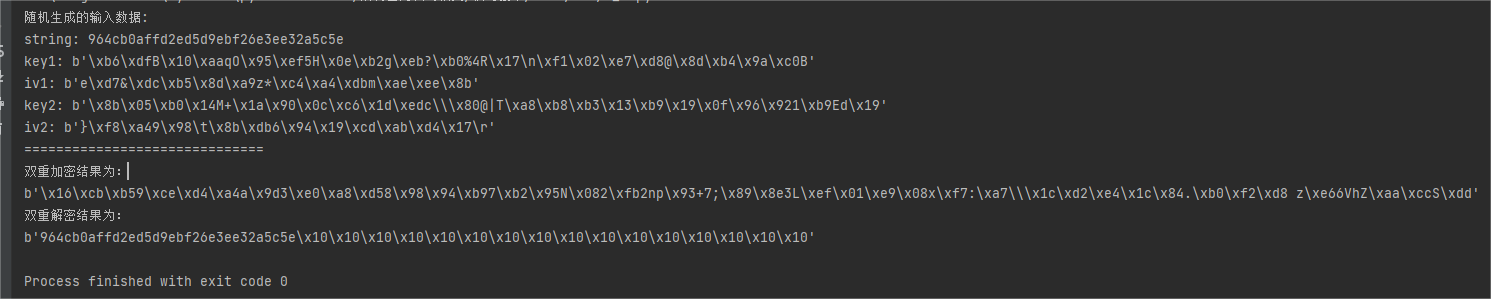 随机生成的输入数据:
string: 964cb0affd2ed5d9ebf26e3ee32a5c5e
key1: b'\xb6\xdfB\x10\xaaqO\x95\xef5H\x0e\xb2g\xeb?\xb0%4R\x17\n\xf1\x02\xe7\xd8@\x8d\xb4\x9a\xc0B'
iv1: b'e\xd7&\xdc\xb5\x8d\xa9z*\xc4\xa4\xdbm\xae\xee\x8b'
key2: b'\x8b\x05\xb0\x14M+\x1a\x90\x0c\xc6\x1d\xedc\\\x80@|T\xa8\xb8\xb3\x13\xb9\x19\x0f\x96\x921\xb9Ed\x19'
iv2: b'}\xf8\xa49\x98\t\x8b\xdb6\x94\x19\xcd\xab\xd4\x17\r'
==============================
双重加密结果为:
b'\x16\xcb\xb59\xce\xd4\xa4a\x9d3\xe0\xa8\xd58\x98\x94\xb97\xb2\x95N\x082\xfb2np\x93+7;\x89\x8e3L\xef\x01\xe9\x08x\xf7:\xa7\\\x1c\xd2\xe4\x1c\x84.\xb0\xf2\xd8 z\xe66VhZ\xaa\xccS\xdd'
双重解密结果为:
b'964cb0affd2ed5d9ebf26e3ee32a5c5e\x10\x10\x10\x10\x10\x10\x10\x10\x10\x10\x10\x10\x10\x10\x10\x10'
Process finished with exit code 0